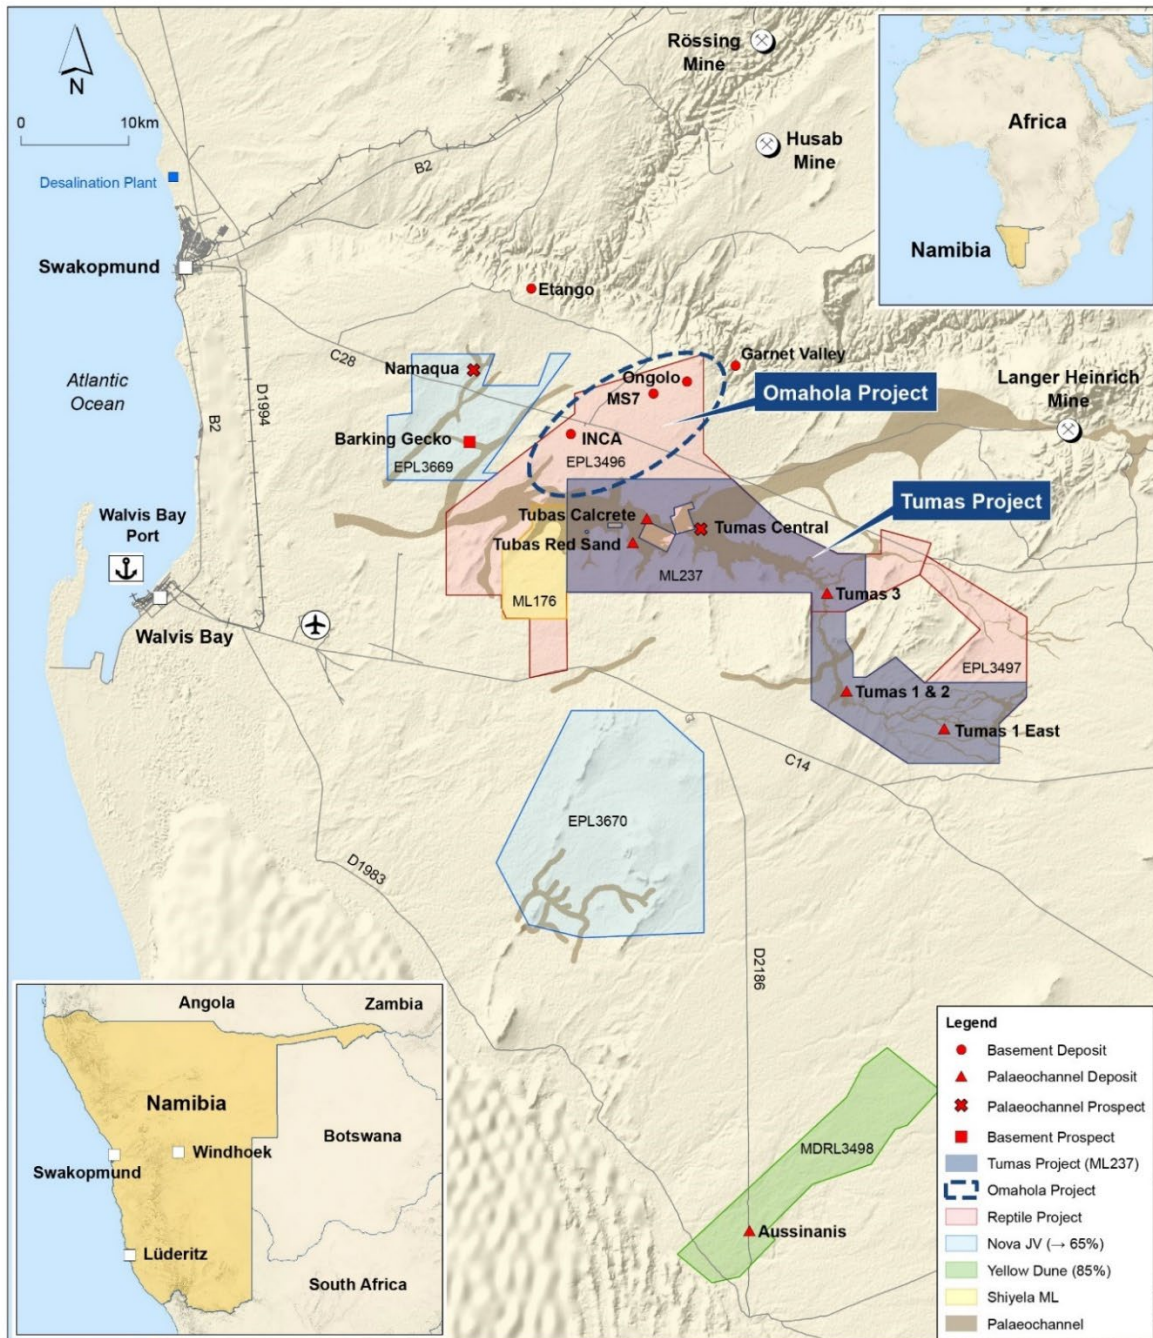 Rössing
Mine
N
0
10km
Husab
Mine
B2
Desalination Plant
Africa
Namibia
Swakopmund
Etango
C28
Namaqua
Garnet Valley
Ongolo
MS7
Omahola Project
Langer Heinrich
Mine
Atlantic
Ocean
B2
D1994
Barking Gecko
EPL3669
INCA
EPL3496
Tumas Project
Walvis Bay
Port
Tubas Calcrete
Tumas Central
Tubas Red Sand
ML237
ML176
Tumas 3
Walvis Bay
EPL3497
Tumas 1 & 2
Tumas 1 East
C14
EPL3670
D1983
D2186
Angola
Zambia
Namibia
Windhoek
Botswana
Swakopmund
Lüderitz
South Africa
MDRL3498
Aussinanis
Legend
Basement Deposit
Palaeochannel Deposit
Palaeochannel Prospect
Basement Prospect
Tumas Project (ML237)
Omahola Project
Reptile Project
Nova JV (→ 65%)
Yellow Dune (85%)
Shiyela ML
Palaeochannel